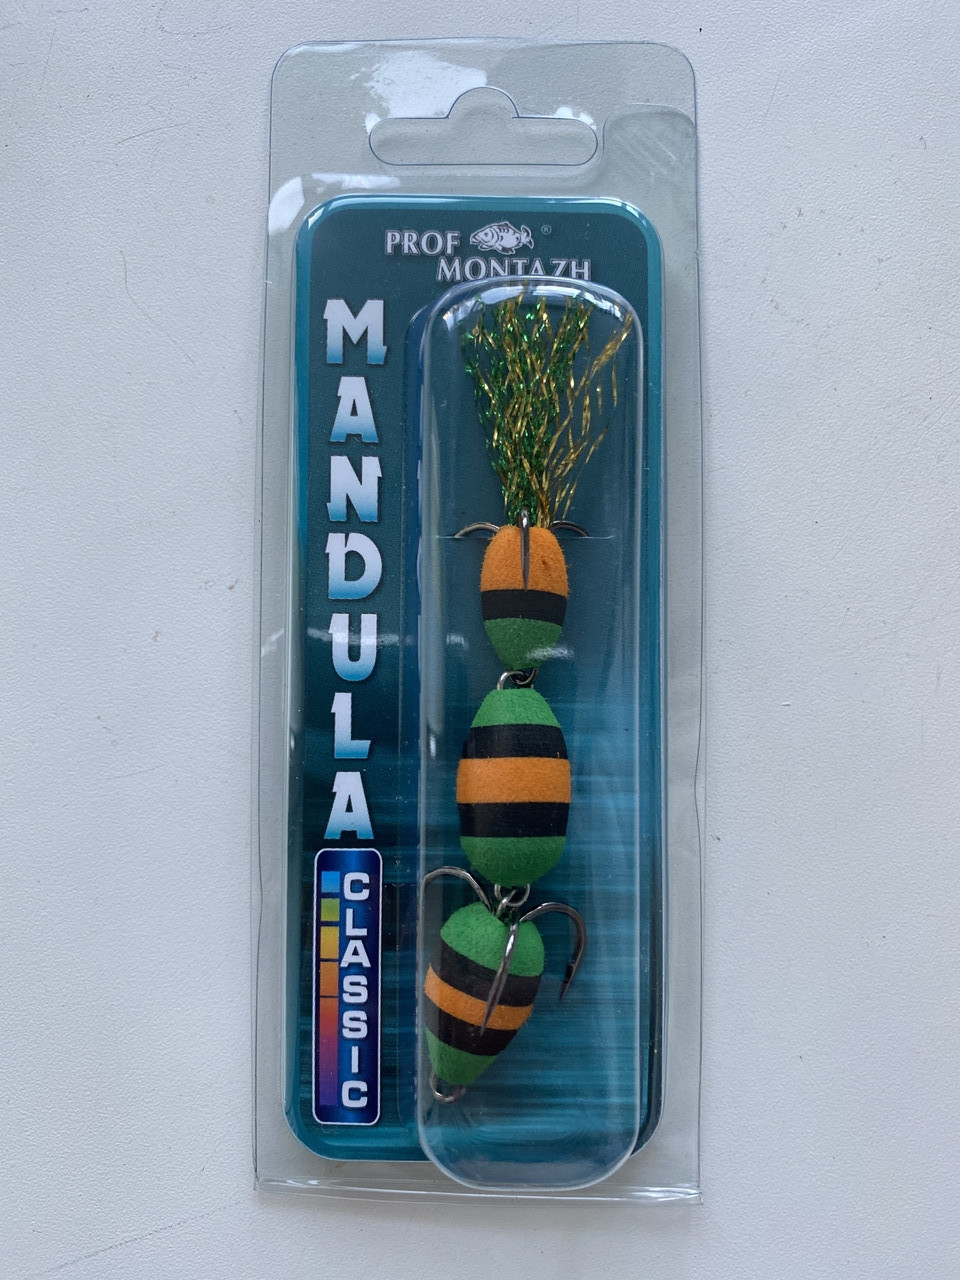 PROF ®
MONTAZH
MANDULA
CLASSIC